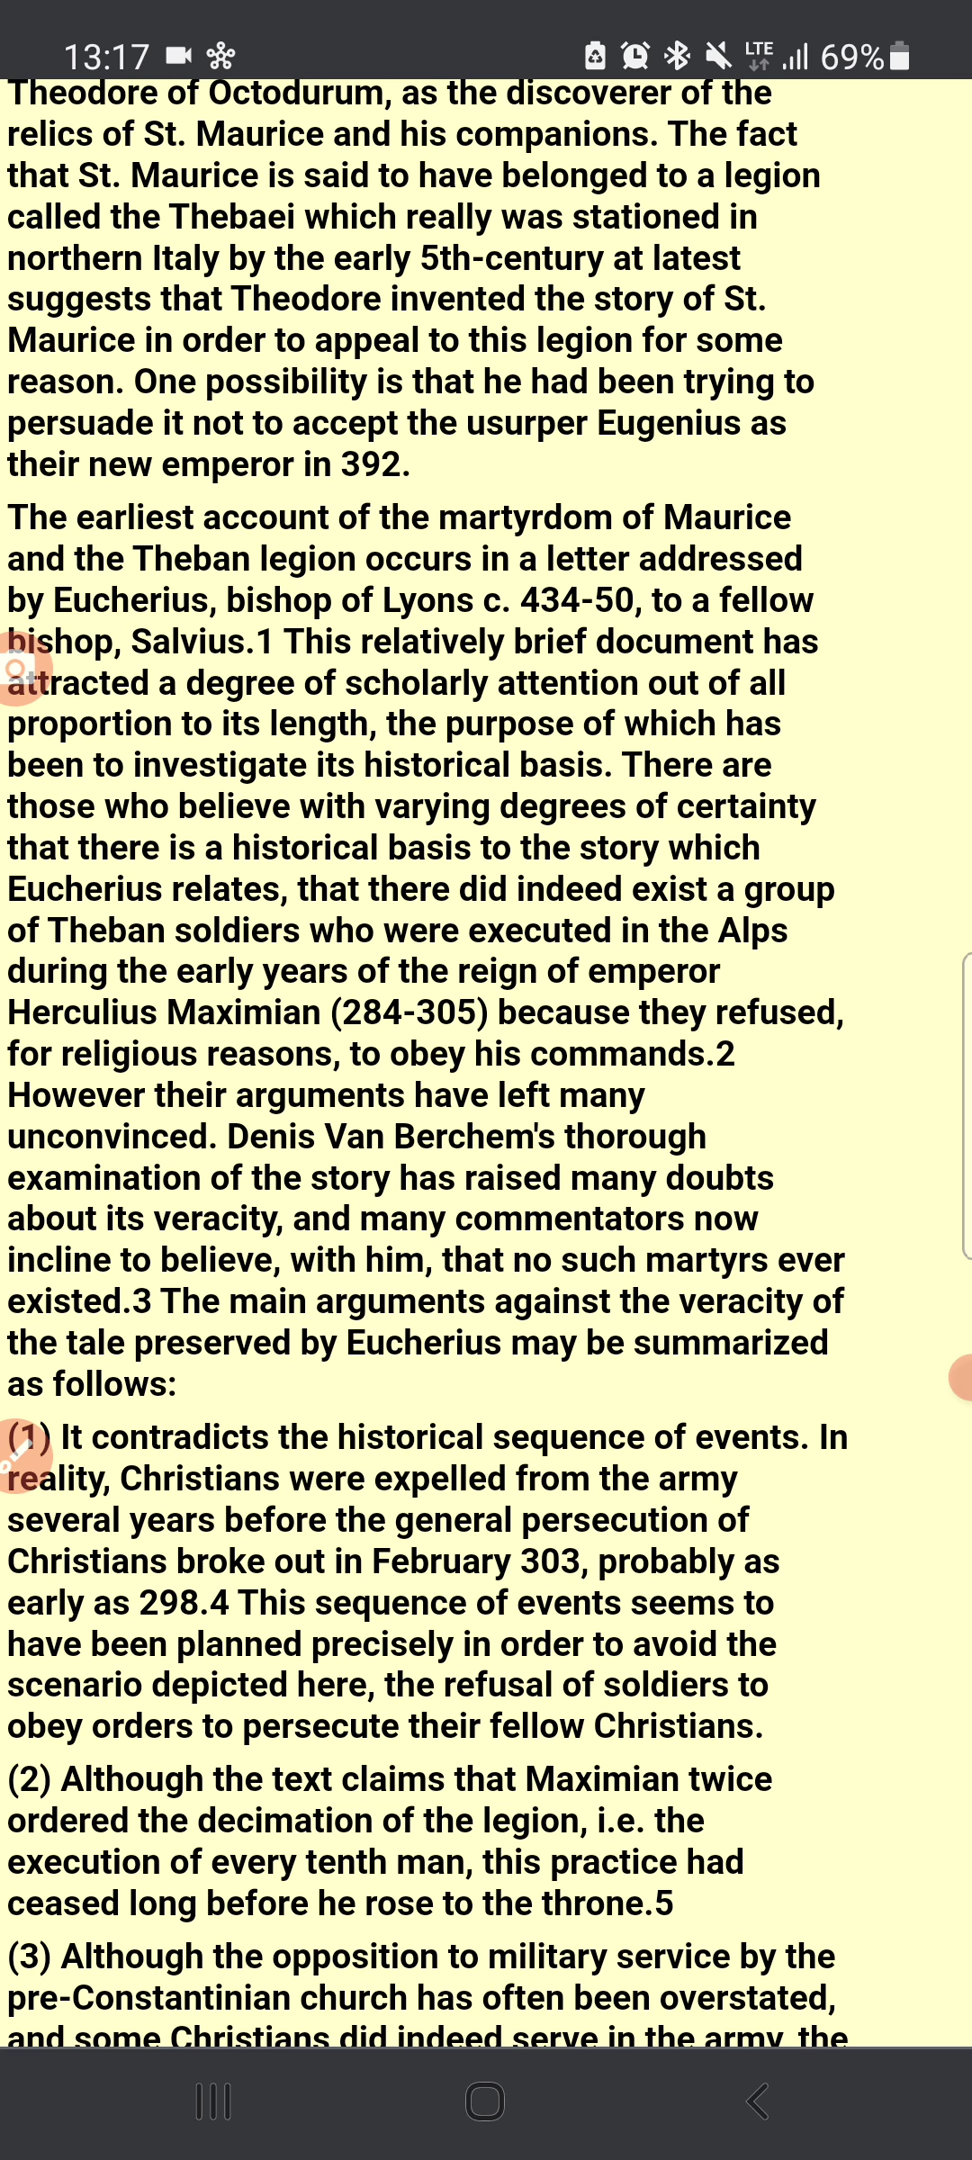 13:17
LTE
69%
Theodore of Octodurum, as the discoverer of the
relics of St. Maurice and his companions. The fact
that St. Maurice is said to have belonged to a legion
called the Thebaei which really was stationed in
northern Italy by the early 5th-century at latest
suggests that Theodore invented the story of St.
Maurice in order to appeal to this legion for some
reason. One possibility is that he had been trying to
persuade it not to accept the usurper Eugenius as
their new emperor in 392.
The earliest account of the martyrdom of Maurice
and the Theban legion occurs in a letter addressed
by Eucherius, bishop of Lyons c. 434-50, to a fellow
bishop, Salvius.1 This relatively brief document has
attracted a degree of scholarly attention out of all
proportion to its length, the purpose of which has
been to investigate its historical basis. There are
those who believe with varying degrees of certainty
that there is a historical basis to the story which
Eucherius relates, that there did indeed exist a group
of Theban soldiers who were executed in the Alps
during the early years of the reign of emperor
Herculius Maximian (284-305) because they refused,
for religious reasons, to obey his commands.2
However their arguments have left many
unconvinced. Denis Van Berchem's thorough
examination of the story has raised many doubts
about its veracity, and many commentators now
incline to believe, with him, that no such martyrs ever
existed.3 The main arguments against the veracity of
the tale preserved by Eucherius may be summarized
as follows:
(1) It contradicts the historical sequence of events. In
reality, Christians were expelled from the army
several years before the general persecution of
Christians broke out in February 303, probably as
early as 298.4 This sequence of events seems to
have been planned precisely in order to avoid the
scenario depicted here, the refusal of soldiers to
obey orders to persecute their fellow Christians.
(2) Although the text claims that Maximian twice
ordered the decimation of the legion, i.e. the
execution of every tenth man, this practice had
ceased long before he rose to the throne.5
(3) Although the opposition to military service by the
pre-Constantinian church has often been overstated,
and some Christians did indeed serve in the army, the